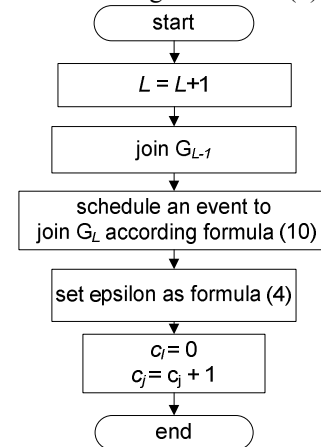 start
L = L+1
join G_{L-1}
schedule an event to
join G_L according formula (10)
set epsilon as formula (4)
c_l = 0
c_j = c_j + 1
end